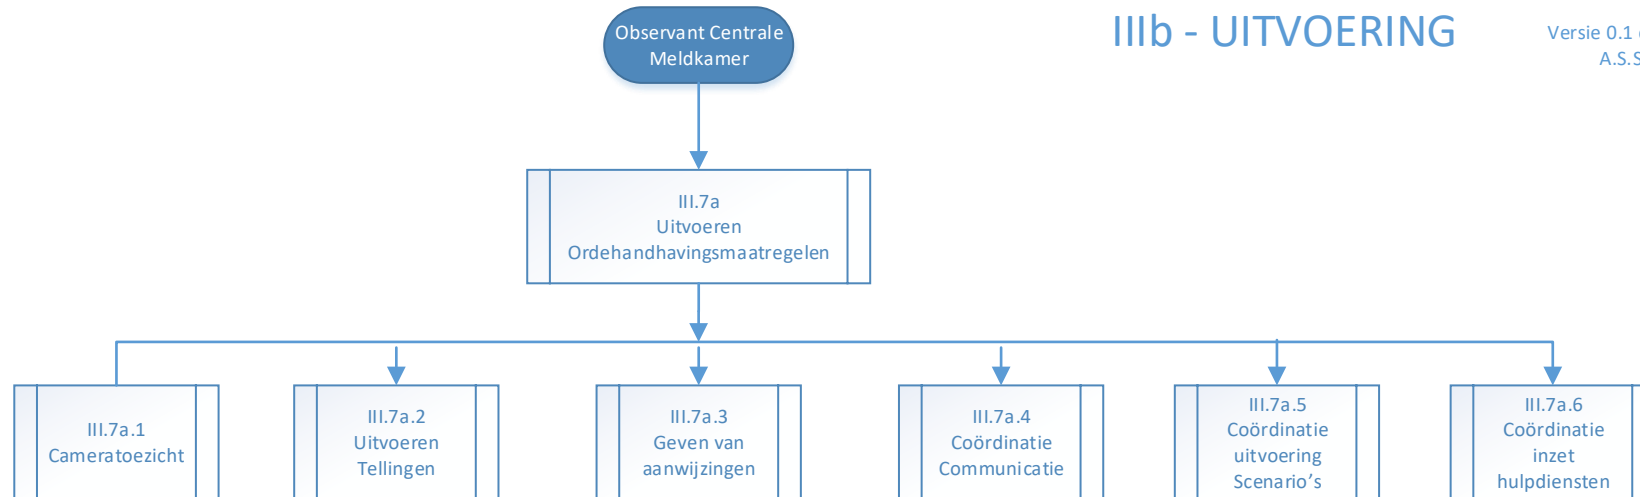 Observant Centrale
Meldkamer
IIIb - UITVOERING
Versie 0.1
A.S.S
III.7a
Uitvoeren
Ordehandhavingsmaatregelen
III.7a.1
Cameratoezicht
III.7a.2
Uitvoeren
Tellingen
III.7a.3
Geven van
aanwijzingen
III.7a.4
Coördinatie
Communicatie
III.7a.5
Coördinatie
uitvoering
Scenario's
III.7a.6
Coördinatie
inzet
hulpdiensten